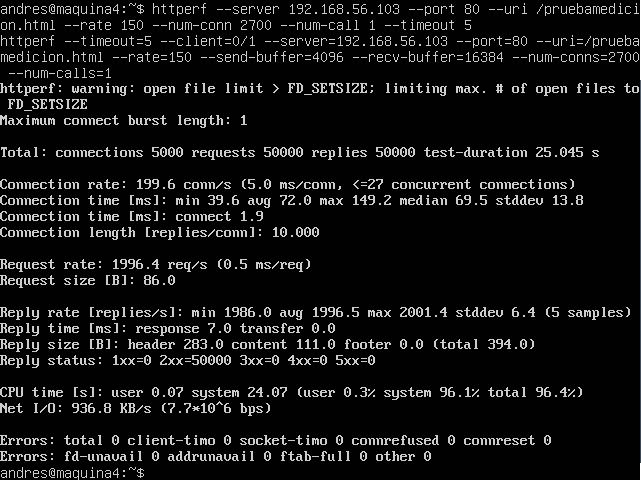 andres@maquina4:~$ httperf --server 192.168.56.103 --port 80 --uri /pruebamedici
on.html --rate 150 --num-conn 2700 --num-call 1 --timeout 5
httperf --timeout=5 --client=0/1 --server=192.168.56.103 --port=80 --uri=/prueba
medicion.html --rate=150 --send-buffer=4096 --recv-buffer=16384 --num-conns=2700
 --num-calls=1
httperf: warning: open file limit > FD_SETSIZE; limiting max. # of open files to
 FD_SETSIZE
Maximum connect burst length: 1
Total: connections 5000 requests 50000 replies 50000 test-duration 25.045 s
Connection rate: 199.6 conn/s (5.0 ms/conn, <=27 concurrent connections)
Connection time [ms]: min 39.6 avg 72.0 max 149.2 median 69.5 stddev 13.8
Connection time [ms]: connect 1.9
Connection length [replies/conn]: 10.000
Request rate: 1996.4 req/s (0.5 ms/req)
Request size [B]: 86.0
Reply rate [replies/s]: min 1986.0 avg 1996.5 max 2001.4 stddev 6.4 (5 samples)
Reply time [ms]: response 7.0 transfer 0.0
Reply size [B]: header 283.0 content 111.0 footer 0.0 (total 394.0)
Reply status: 1xx=0 2xx=50000 3xx=0 4xx=0 5xx=0
CPU time [s]: user 0.07 system 24.07 (user 0.3% system 96.1% total 96.4%)
Net I/O: 936.8 KB/s (7.7*10^6 bps)
Errors: total 0 client-timo 0 socket-timo 0 connrefused 0 connreset 0
Errors: fd-unavail 0 addrunavail 0 ftab-full 0 other 0
andres@maquina4:~$